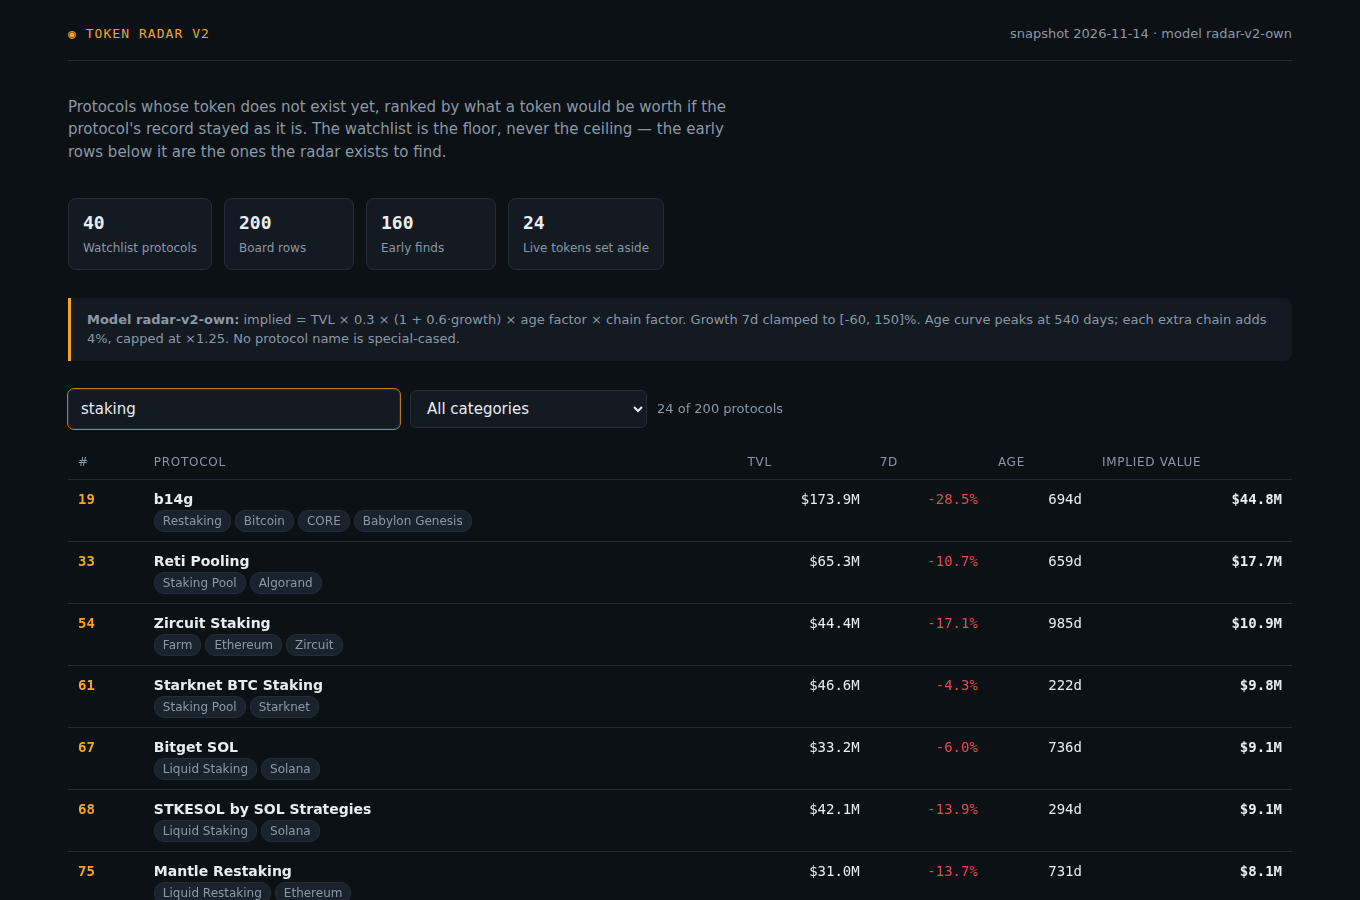 ◉ TOKEN RADAR V2
snapshot 2026-11-14 · model radar-v2-own
Protocols whose token does not exist yet, ranked by what a token would be worth if the
protocol's record stayed as it is. The watchlist is the floor, never the ceiling — the early
rows below it are the ones the radar exists to find.
40
Watchlist protocols
200
Board rows
160
Early finds
24
Live tokens set aside
Model radar-v2-own: implied = TVL × 0.3 × (1 + 0.6·growth) × age factor × chain factor. Growth 7d clamped to [-60, 150]%. Age curve peaks at 540 days; each extra chain adds
4%, capped at ×1.25. No protocol name is special-cased.
staking
All categories
24 of 200 protocols
# PROTOCOL TVL 7D AGE IMPLIED VALUE
19 b14g $173.9M -28.5% 694d $44.8M
Restaking Bitcoin CORE Babylon Genesis
33 Reti Pooling $65.3M -10.7% 659d $17.7M
Staking Pool Algorand
54 Zircuit Staking $44.4M -17.1% 985d $10.9M
Farm Ethereum Zircuit
61 Starknet BTC Staking $46.6M -4.3% 222d $9.8M
Staking Pool Starknet
67 Bitget SOL $33.2M -6.0% 736d $9.1M
Liquid Staking Solana
68 STKESOL by SOL Strategies $42.1M -13.9% 294d $9.1M
Liquid Staking Solana
75 Mantle Restaking $31.0M -13.7% 731d $8.1M
Liquid Restaking Ethereum